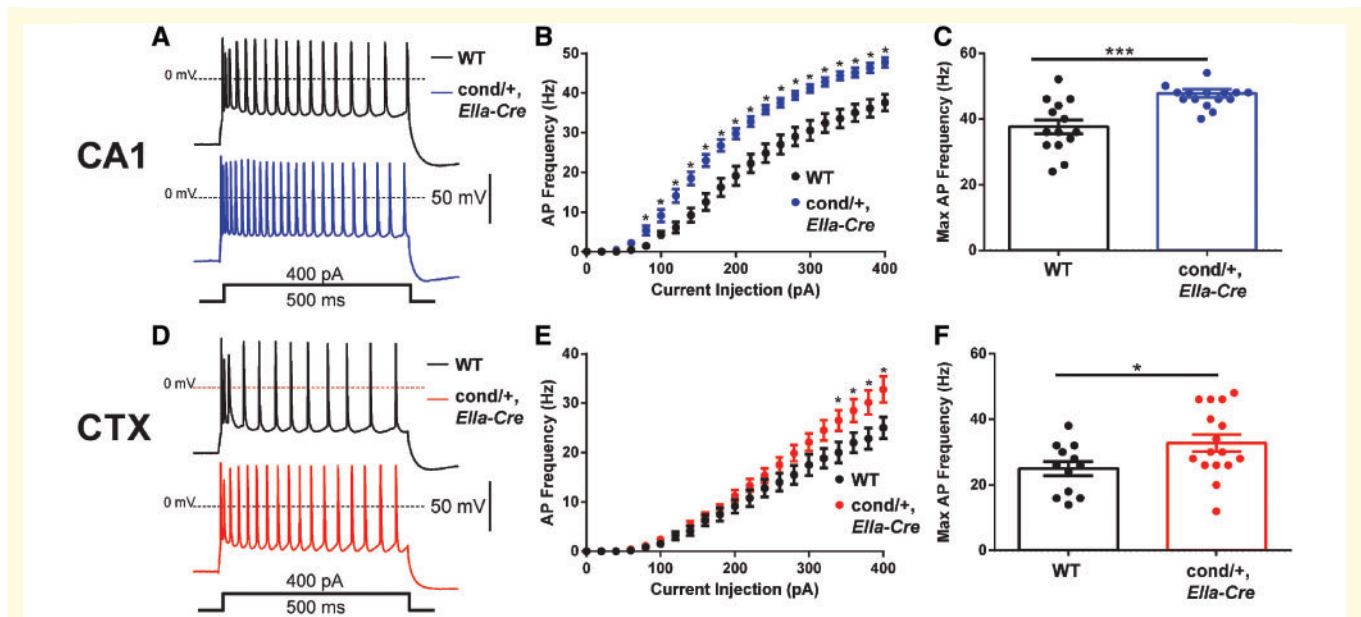 A
WT
cond/+,
EIIa-Cre
0 mV
CA1
0 mV
50 mV
400 pA
500 ms
B
AP Frequency (Hz)
50
40
30
20
10
0
* * * * * * * * * * * * * * * * *
WT
cond/+,
EIIa-Cre
0 100 200 300 400
Current Injection (pA)
C
Max AP Frequency (Hz)
60
40
20
0
***
WT
cond/+,
EIIa-Cre
D
WT
cond/+,
EIIa-Cre
0 mV
CTX
0 mV
50 mV
400 pA
500 ms
E
AP Frequency (Hz)
40
30
20
10
0
* * * *
WT
cond/+,
EIIa-Cre
0 100 200 300 400
Current Injection (pA)
F
Max AP Frequency (Hz)
60
40
20
0
*
WT
cond/+,
EIIa-Cre